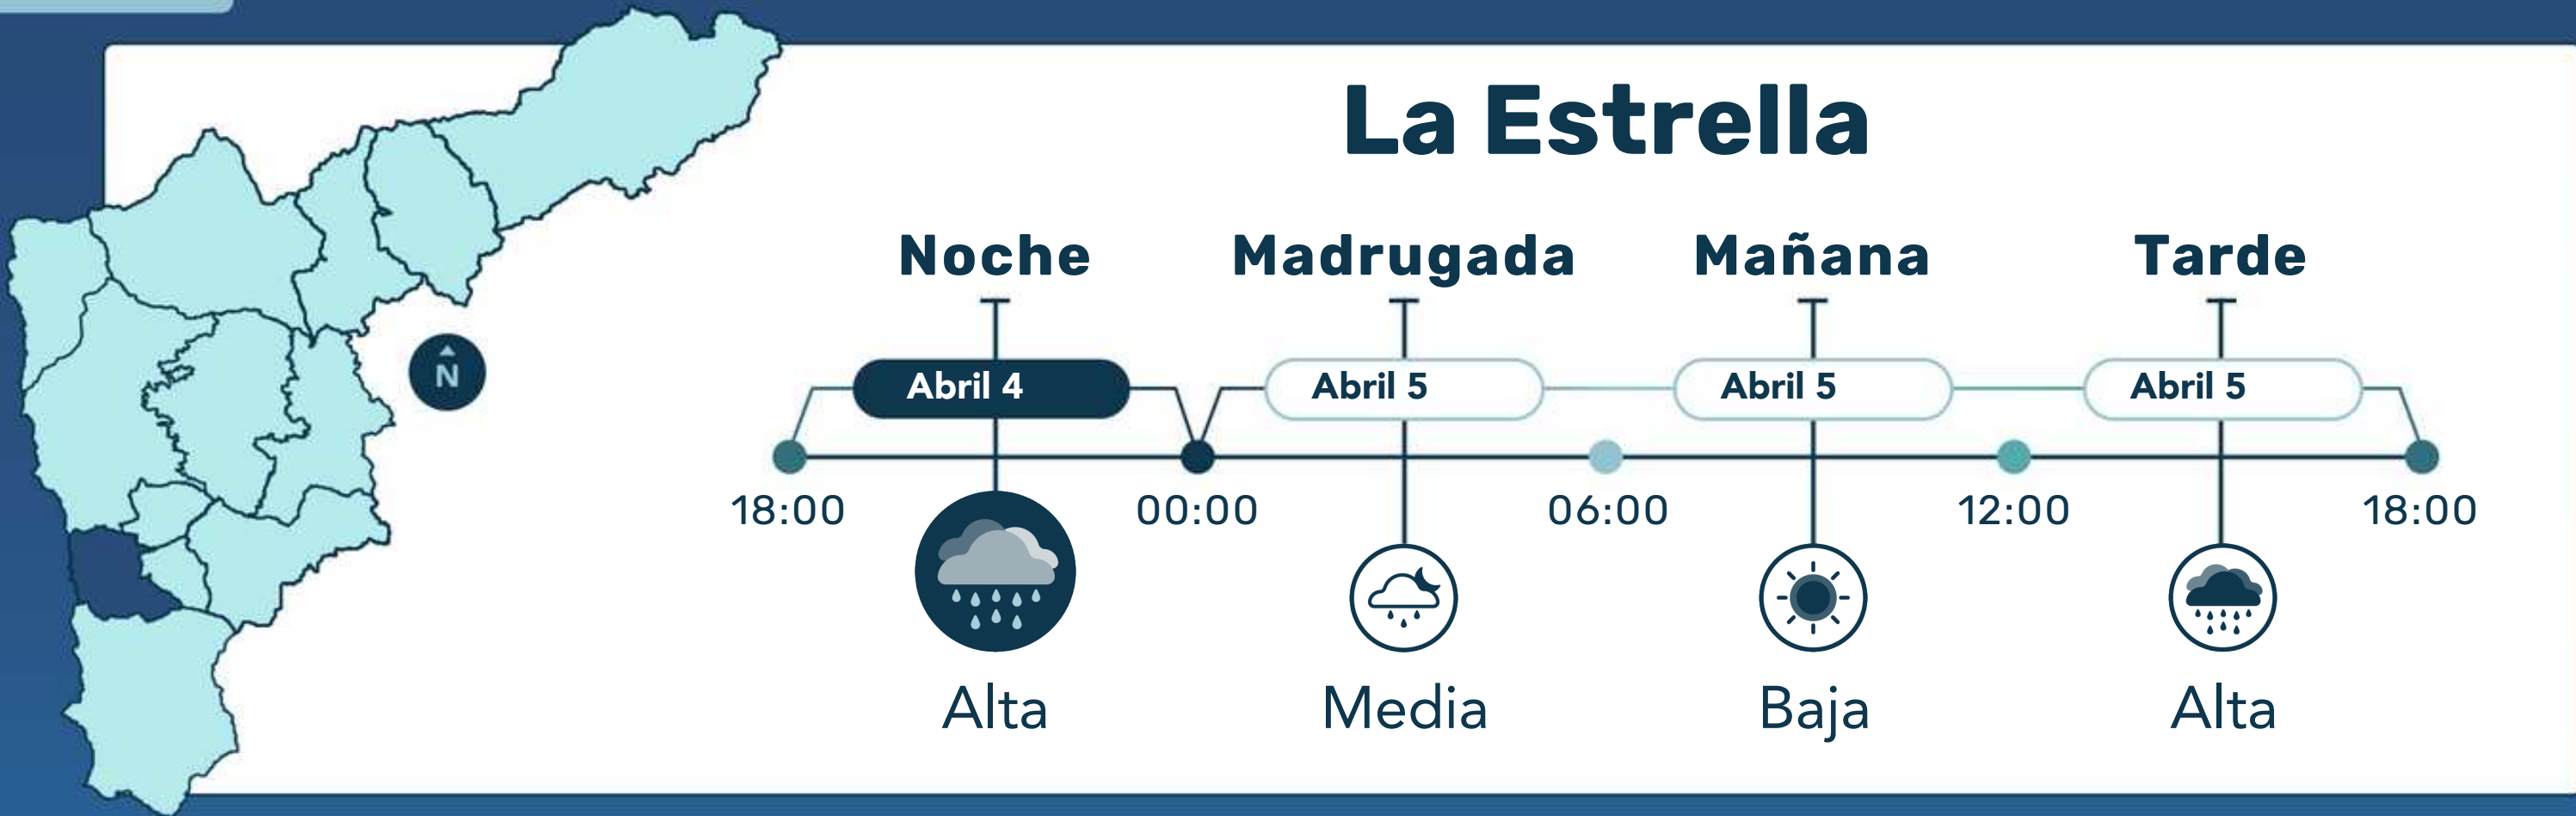 La Estrella
Noche Madrugada Mañana Tarde
N
Abril 4 Abril 5 Abril 5 Abril 5
18:00 00:00 06:00 12:00 18:00
Alta Media Baja Alta